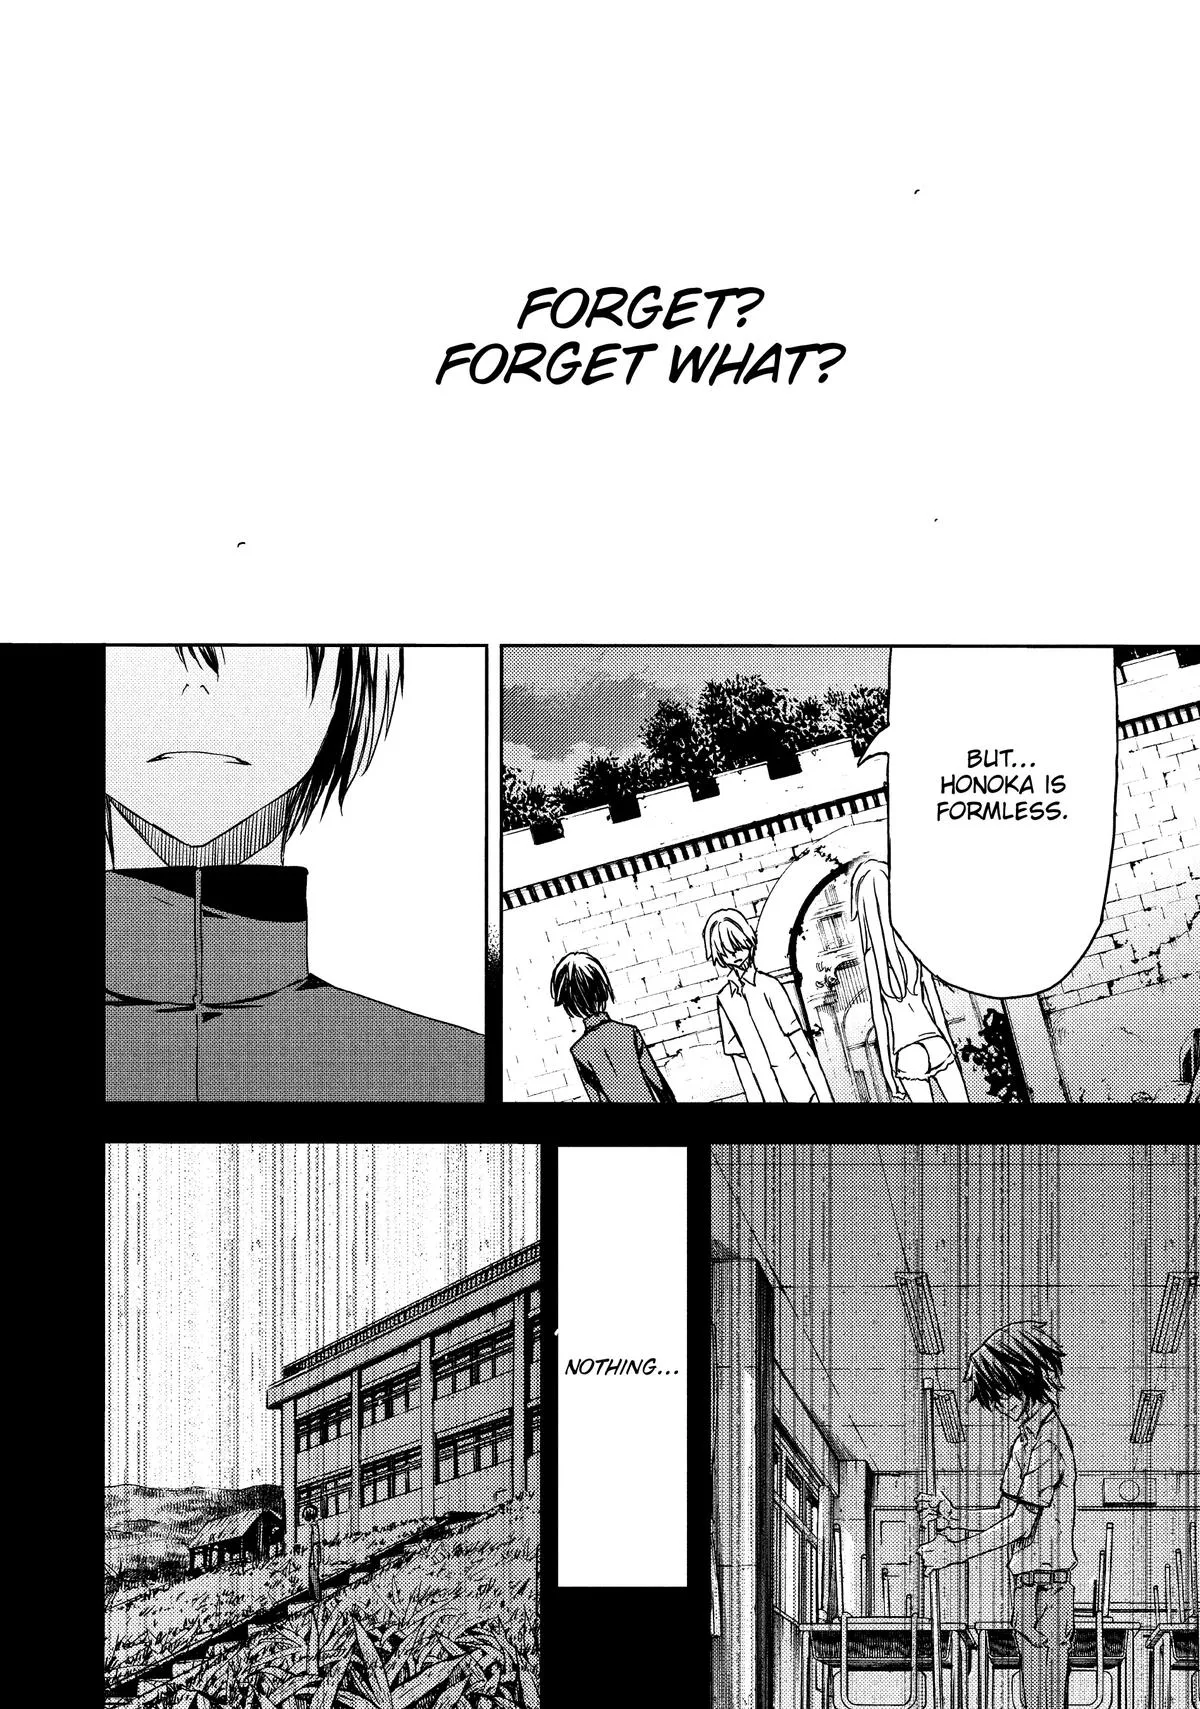 FORGET?
FORGET WHAT?
BUT...
HONOKA IS
FORMLESS.
NOTHING...